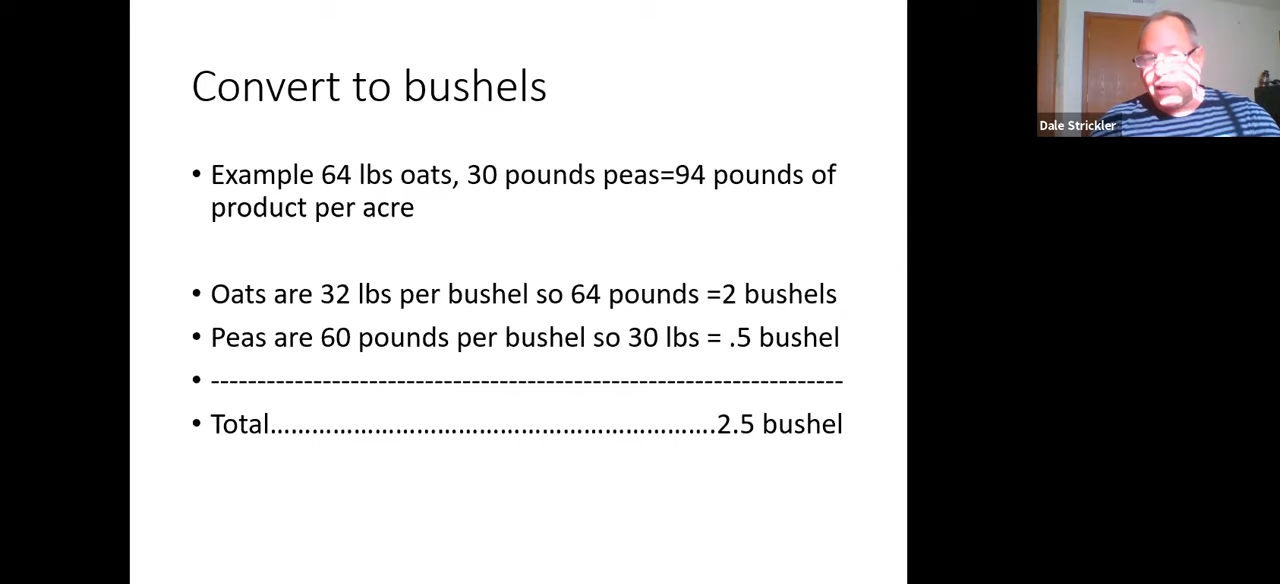 Convert to bushels
• Example 64 lbs oats, 30 pounds peas=94 pounds of
product per acre
• Oats are 32 lbs per bushel so 64 pounds =2 bushels
• Peas are 60 pounds per bushel so 30 lbs = .5 bushel
• --------------------------------------------------------------------
• Total……………………………………………………….2.5 bushel
Dale Strickler